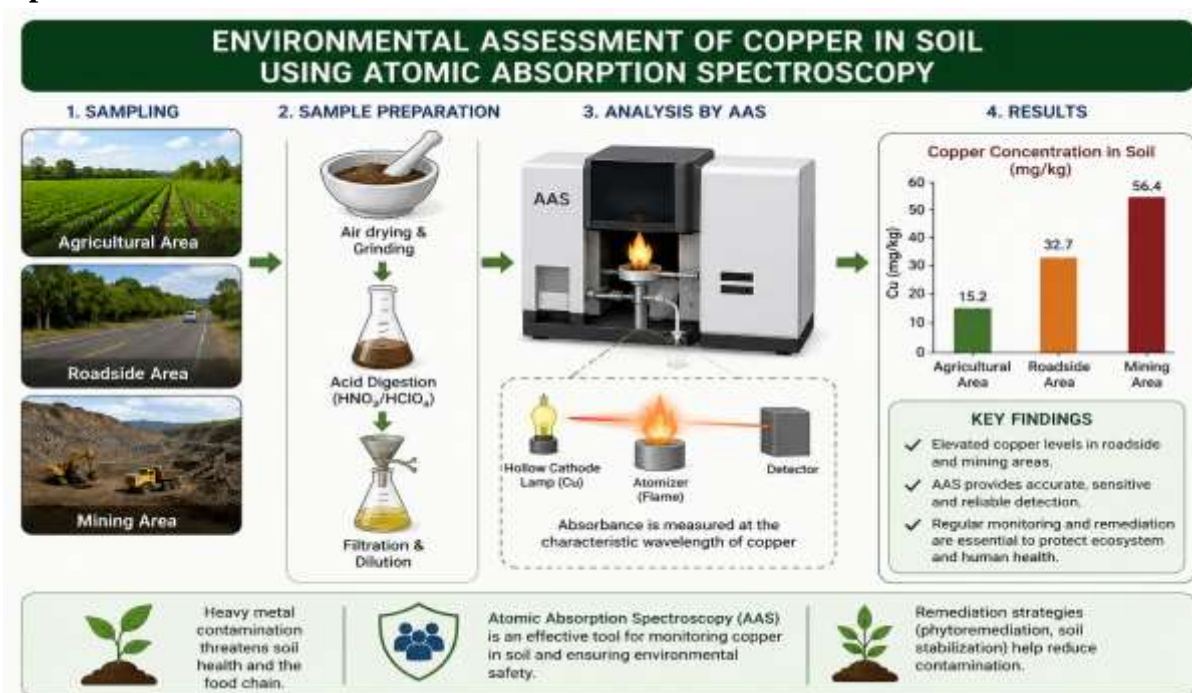 ENVIRONMENTAL ASSESSMENT OF COPPER IN SOIL
USING ATOMIC ABSORPTION SPECTROSCOPY
1. SAMPLING
Agricultural Area
Roadside Area
Mining Area
2. SAMPLE PREPARATION
Air drying &
Grinding
Acid Digestion
(HNO₃/HClO₄)
Filtration &
Dilution
3. ANALYSIS BY AAS
AAS
Hollow Cathode
Lamp (Cu)
Atomizer
(Flame)
Detector
Absorbance is measured at the
characteristic wavelength of copper
4. RESULTS
Copper Concentration in Soil
(mg/kg)
Cu (mg/kg)
60
50
40
30
20
10
0
15.2
32.7
56.4
Agricultural
Area
Roadside
Area
Mining
Area
KEY FINDINGS
✓ Elevated copper levels in roadside
and mining areas.
✓ AAS provides accurate, sensitive
and reliable detection.
✓ Regular monitoring and remediation
are essential to protect ecosystem
and human health.
Heavy metal
contamination
threatens soil
health and the
food chain.
Atomic Absorption Spectroscopy (AAS)
is an effective tool for monitoring copper
in soil and ensuring environmental
safety.
Remediation strategies
(phytoremediation, soil
stabilization) help reduce
contamination.